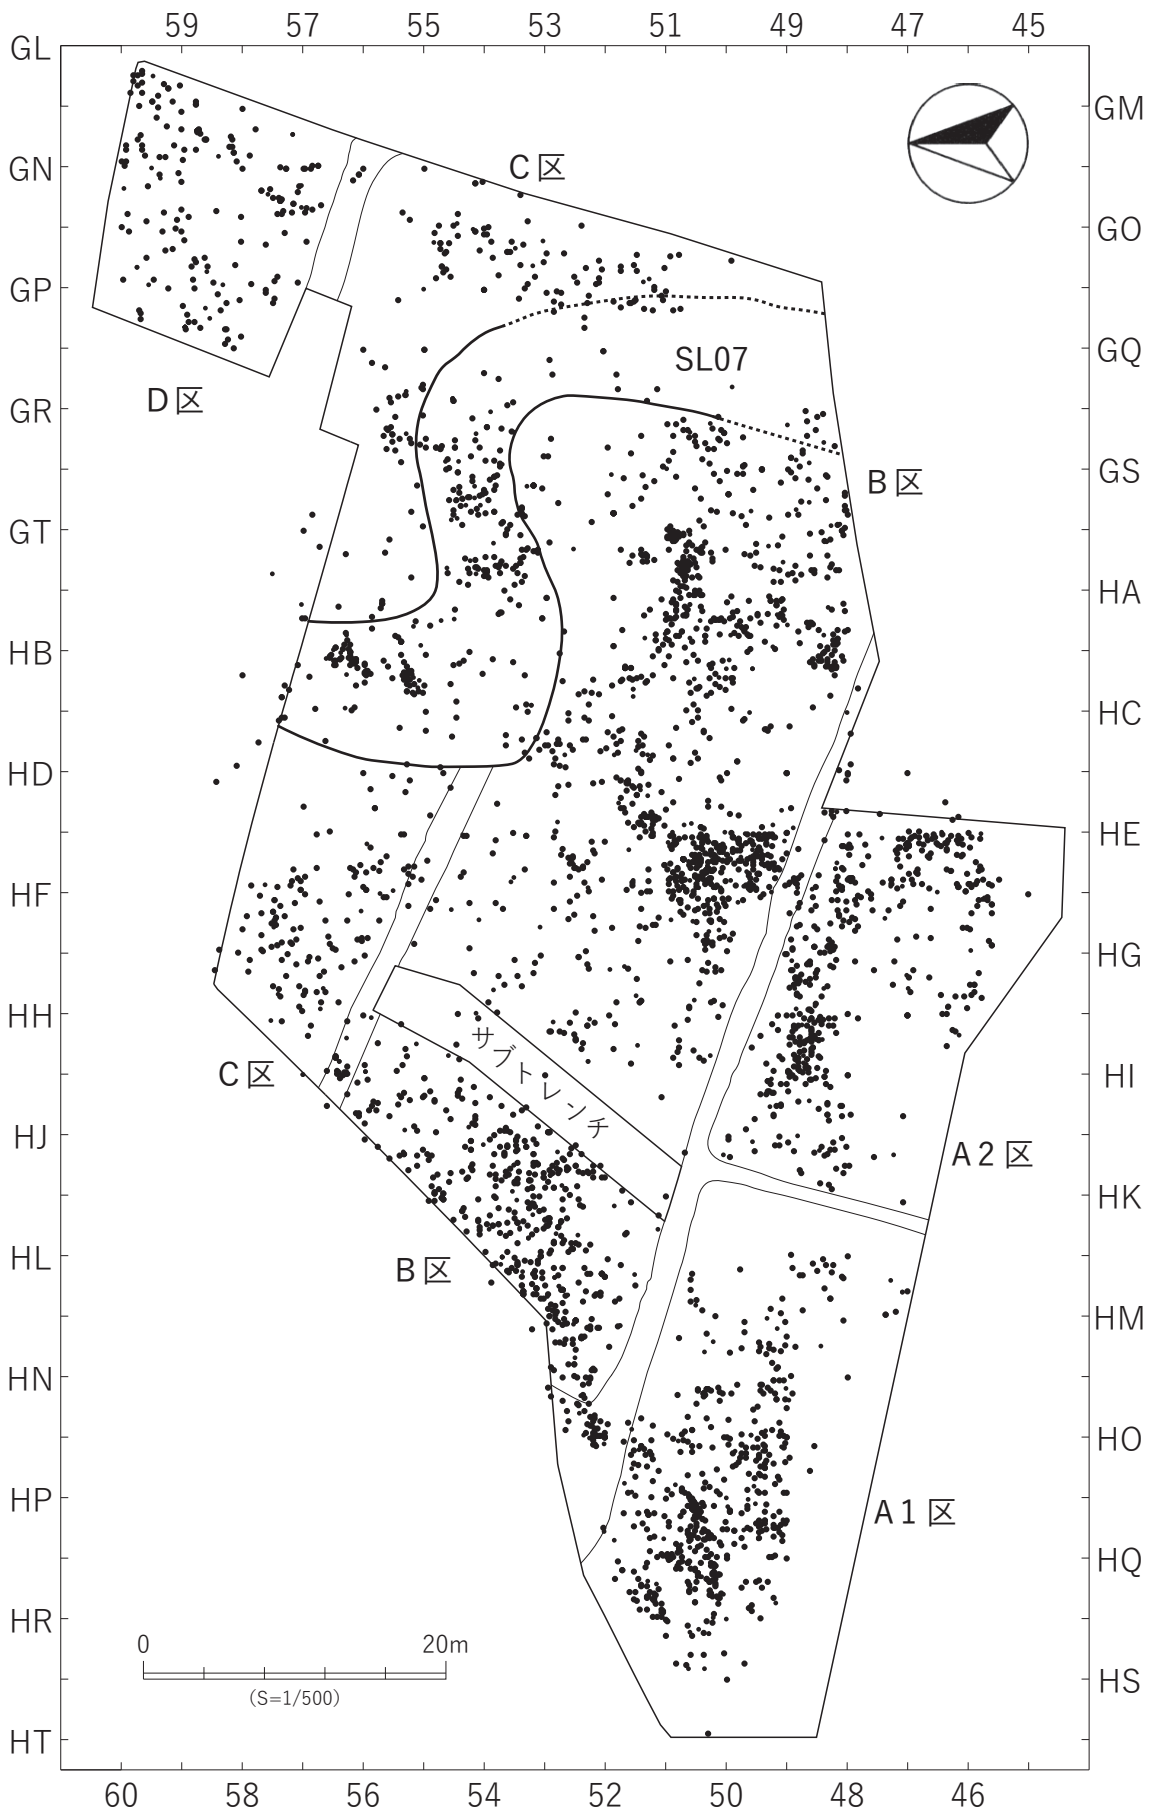 59 57 55 53 51 49 47 45
GL
GM
GN
C区
GO
GP
GQ
SL07
D区
GR
B区
GS
GT
HA
HB
HC
HD
HE
HF
HG
HH
サブトレンチ
C区
HI
HJ
A2区
HK
B区
HL
HM
HN
HO
HP
A1区
HQ
HR
0 20m
(S=1/500)
HS
HT
60 58 56 54 52 50 48 46